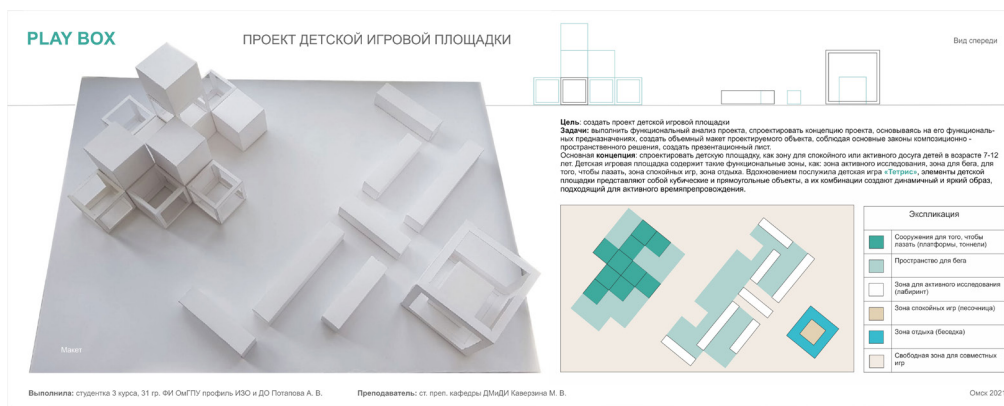 PLAY BOX
ПРОЕКТ ДЕТСКОЙ ИГРОВОЙ ПЛОЩАДКИ
Вид спереди
Цель: создать проект детской игровой площадки
Задачи: выполнить функциональный анализ проекта, спроектировать концепцию проекта, основываясь на его функциональ-
ных предназначениях, создать объемный макет проектируемого объекта, соблюдая основные законы композиционно -
пространственного решения, создать презентационный лист.
Основная концепция: спроектировать детскую площадку, как зону для спокойного или активного досуга детей в возрасте 7-12
лет. Детская игровая площадка содержит такие функциональные зоны, как: зона активного исследования, зона для бега, для
того, чтобы лазать, зона спокойных игр, зона отдыха. Вдохновением послужила детская игра «Тетрис», элементы детской
площадки представляют собой кубические и прямоугольные объекты, а их комбинации создают динамичный и яркий образ,
подходящий для активного времяпрепровождения.
Экспликация
Сооружения для того, чтобы
лазать (платформы, тоннели)
Пространство для бега
Зона для активного исследования
(лабиринт)
Зона спокойных игр (песочница)
Зона отдыха (беседка)
Свободная зона для совместных
игр
Макет
Выполнила: студентка 3 курса, 31 гр. ФИ ОмГПУ профиль ИЗО и ДО Потапова А. В.
Преподаватель: ст. преп. кафедры ДМиДИ Каверзина М. В.
Омск 2021